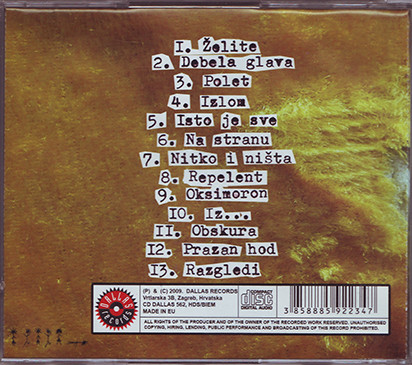 1. Želite
2. Debela glava
3. Polet
4. Izlom
5. Isto je sve
6. Na stranu
7. Nitko i ništa
8. Repelent
9. Oksimoron
10. Iz...
11. Obskura
12. Prazan hod
13. Razgledi
DALLAS
RECORDS
(P) & (C) 2009. DALLAS RECORDS
Vrtlarska 3B, Zagreb, Hrvatska
CD DALLAS 562, HDS/BIEM
MADE IN EU
COMPACT
disc
DIGITAL AUDIO
3 858885 922347
ALL RIGHTS OF THE PRODUCER AND OF THE OWNER OF THE RECORDED WORK RESERVED. UNAUTHORISED
COPYING, HIRING, LENDING, PUBLIC PERFORMANCE AND BROADCASTING OF THIS RECORD PROHIBITED.